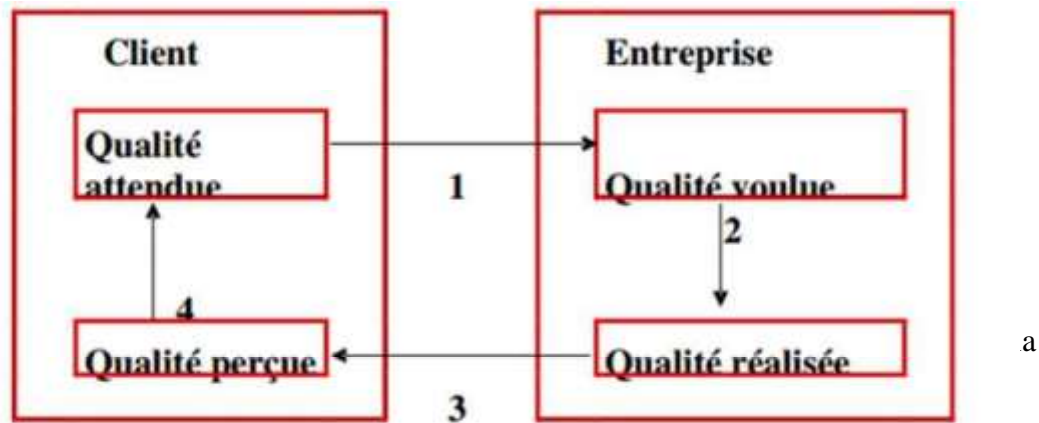 Client
Entreprise
Qualité
attendue
1
Qualité voulue
2
4
Qualité perçue
Qualité réalisée
a
3